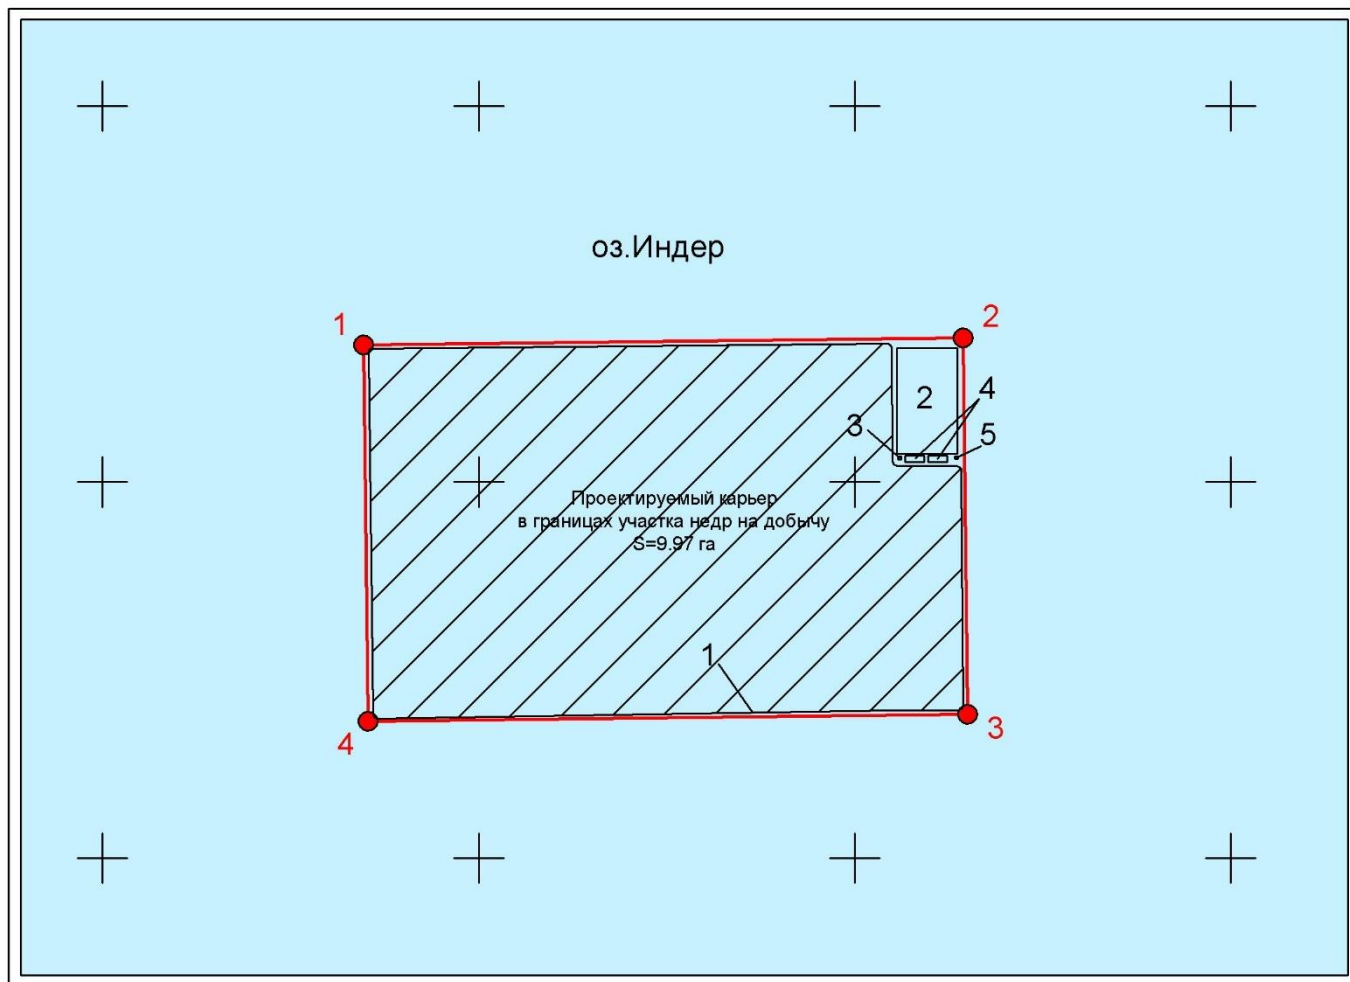 оз.Индер
1
2
2
4
3
5
Проектируемый карьер
в границах участка недр на добычу
S=9.97 га
1
3
4